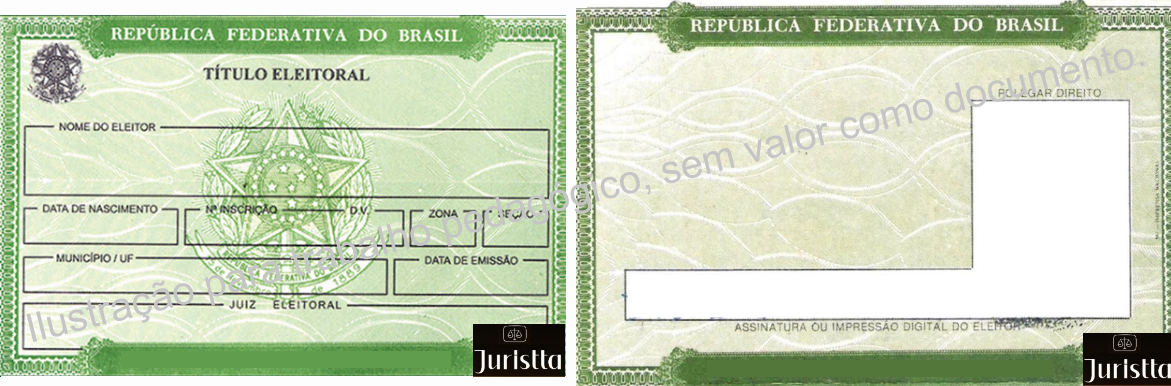 REPÚBLICA FEDERATIVA DO BRASIL
TÍTULO ELEITORAL
NOME DO ELEITOR
DATA DE NASCIMENTO Nº INSCRIÇÃO D.V. ZONA SEÇÃO
MUNICÍPIO / UF DATA DE EMISSÃO
JUIZ ELEITORAL
Juristta
REPÚBLICA FEDERATIVA DO BRASIL
POLEGAR DIREITO
ASSINATURA OU IMPRESSÃO DIGITAL DO ELEITOR
Juristta
Ilustração para trabalho pedagógico, sem valor como documento.